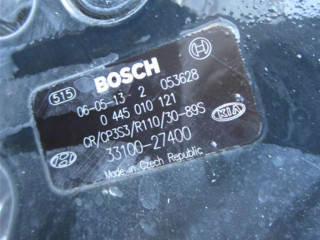 BOSCH
515 06-05-13 2 053628
0 445 010 121
CR/CP3S3/R110/30-89S
33100-27400 KIA
Made in Czech Republic